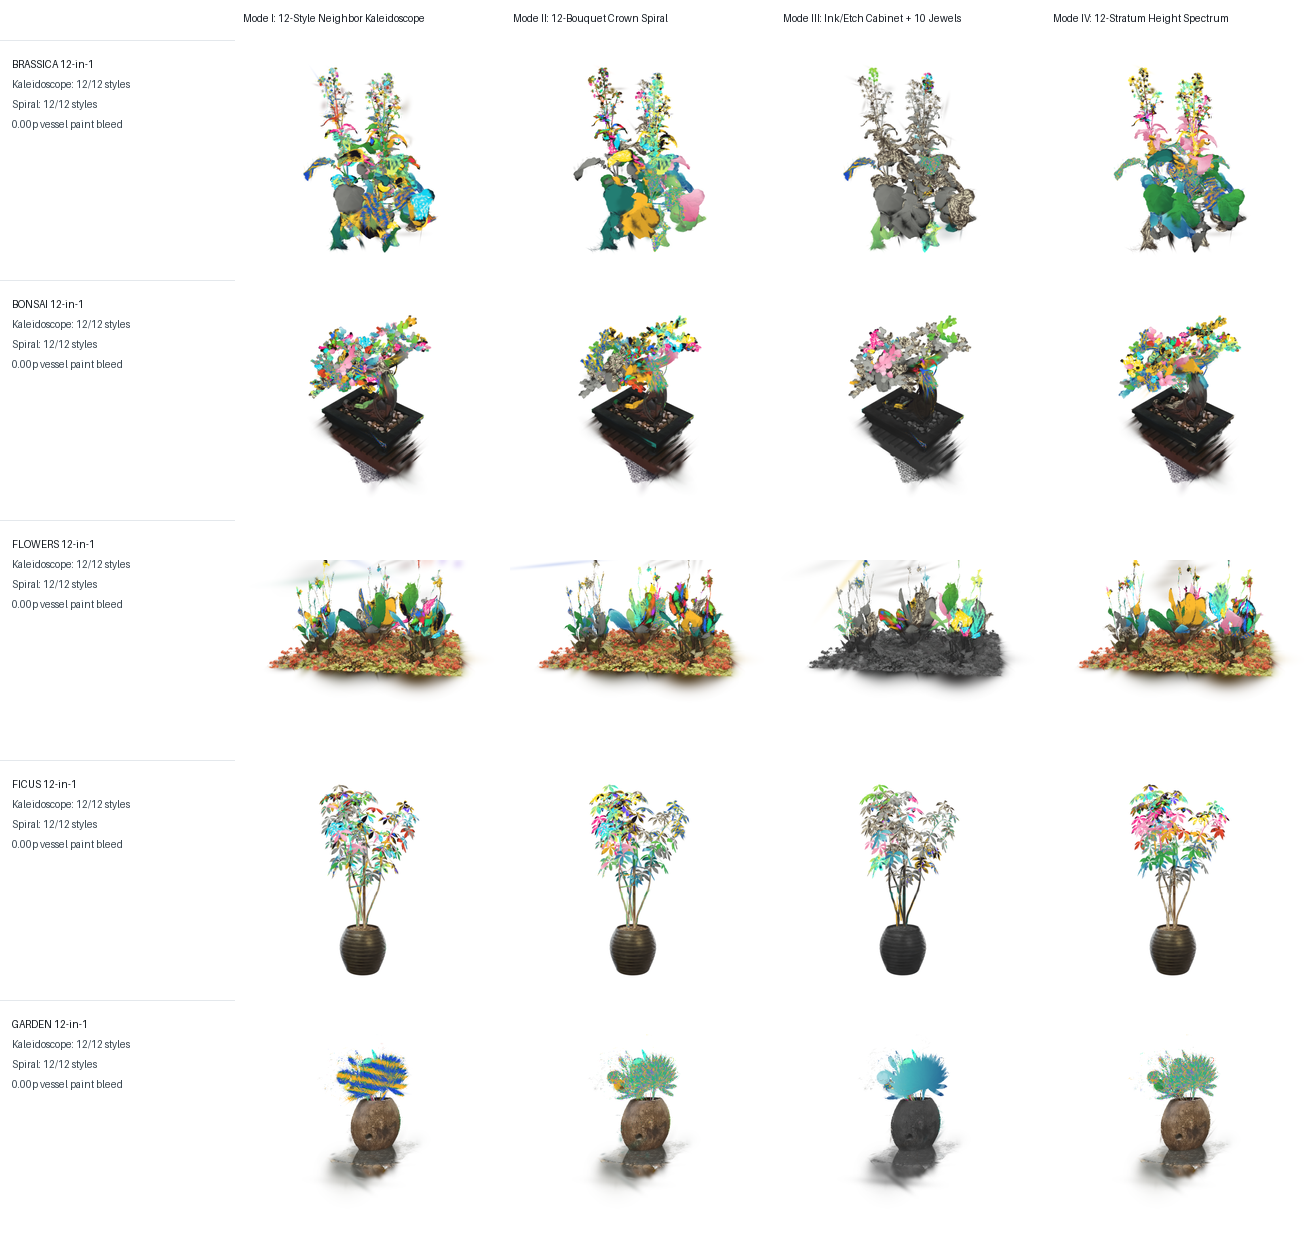 Mode I: 12-Style Neighbor Kaleidoscope
Mode II: 12-Bouquet Crown Spiral
Mode III: Ink/Etch Cabinet + 10 Jewels
Mode IV: 12-Stratum Height Spectrum
BRASSICA 12-in-1
Kaleidoscope: 12/12 styles
Spiral: 12/12 styles
0.00p vessel paint bleed
BONSAI 12-in-1
Kaleidoscope: 12/12 styles
Spiral: 12/12 styles
0.00p vessel paint bleed
FLOWERS 12-in-1
Kaleidoscope: 12/12 styles
Spiral: 12/12 styles
0.00p vessel paint bleed
FICUS 12-in-1
Kaleidoscope: 12/12 styles
Spiral: 12/12 styles
0.00p vessel paint bleed
GARDEN 12-in-1
Kaleidoscope: 12/12 styles
Spiral: 12/12 styles
0.00p vessel paint bleed